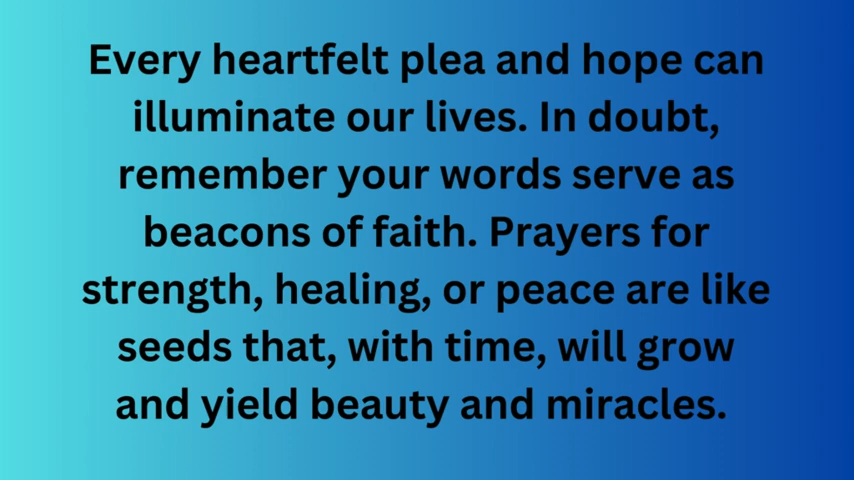 Every heartfelt plea and hope can
illuminate our lives. In doubt,
remember your words serve as
beacons of faith. Prayers for
strength, healing, or peace are like
seeds that, with time, will grow
and yield beauty and miracles.